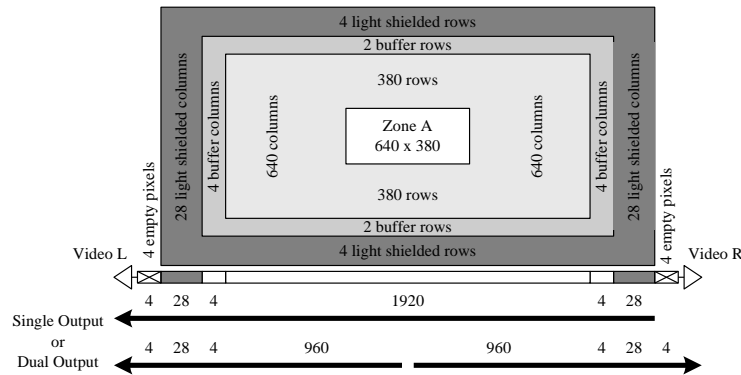 4 light shielded rows
2 buffer rows
380 rows
4 empty pixels
28 light shielded columns
4 buffer columns
640 columns
Zone A
640 x 380
640 columns
4 buffer columns
28 light shielded columns
4 empty pixels
380 rows
2 buffer rows
4 light shielded rows
Video L
Video R
4 28 4 1920 4 28
Single Output
or
Dual Output
4 28 4 960 960 4 28 4